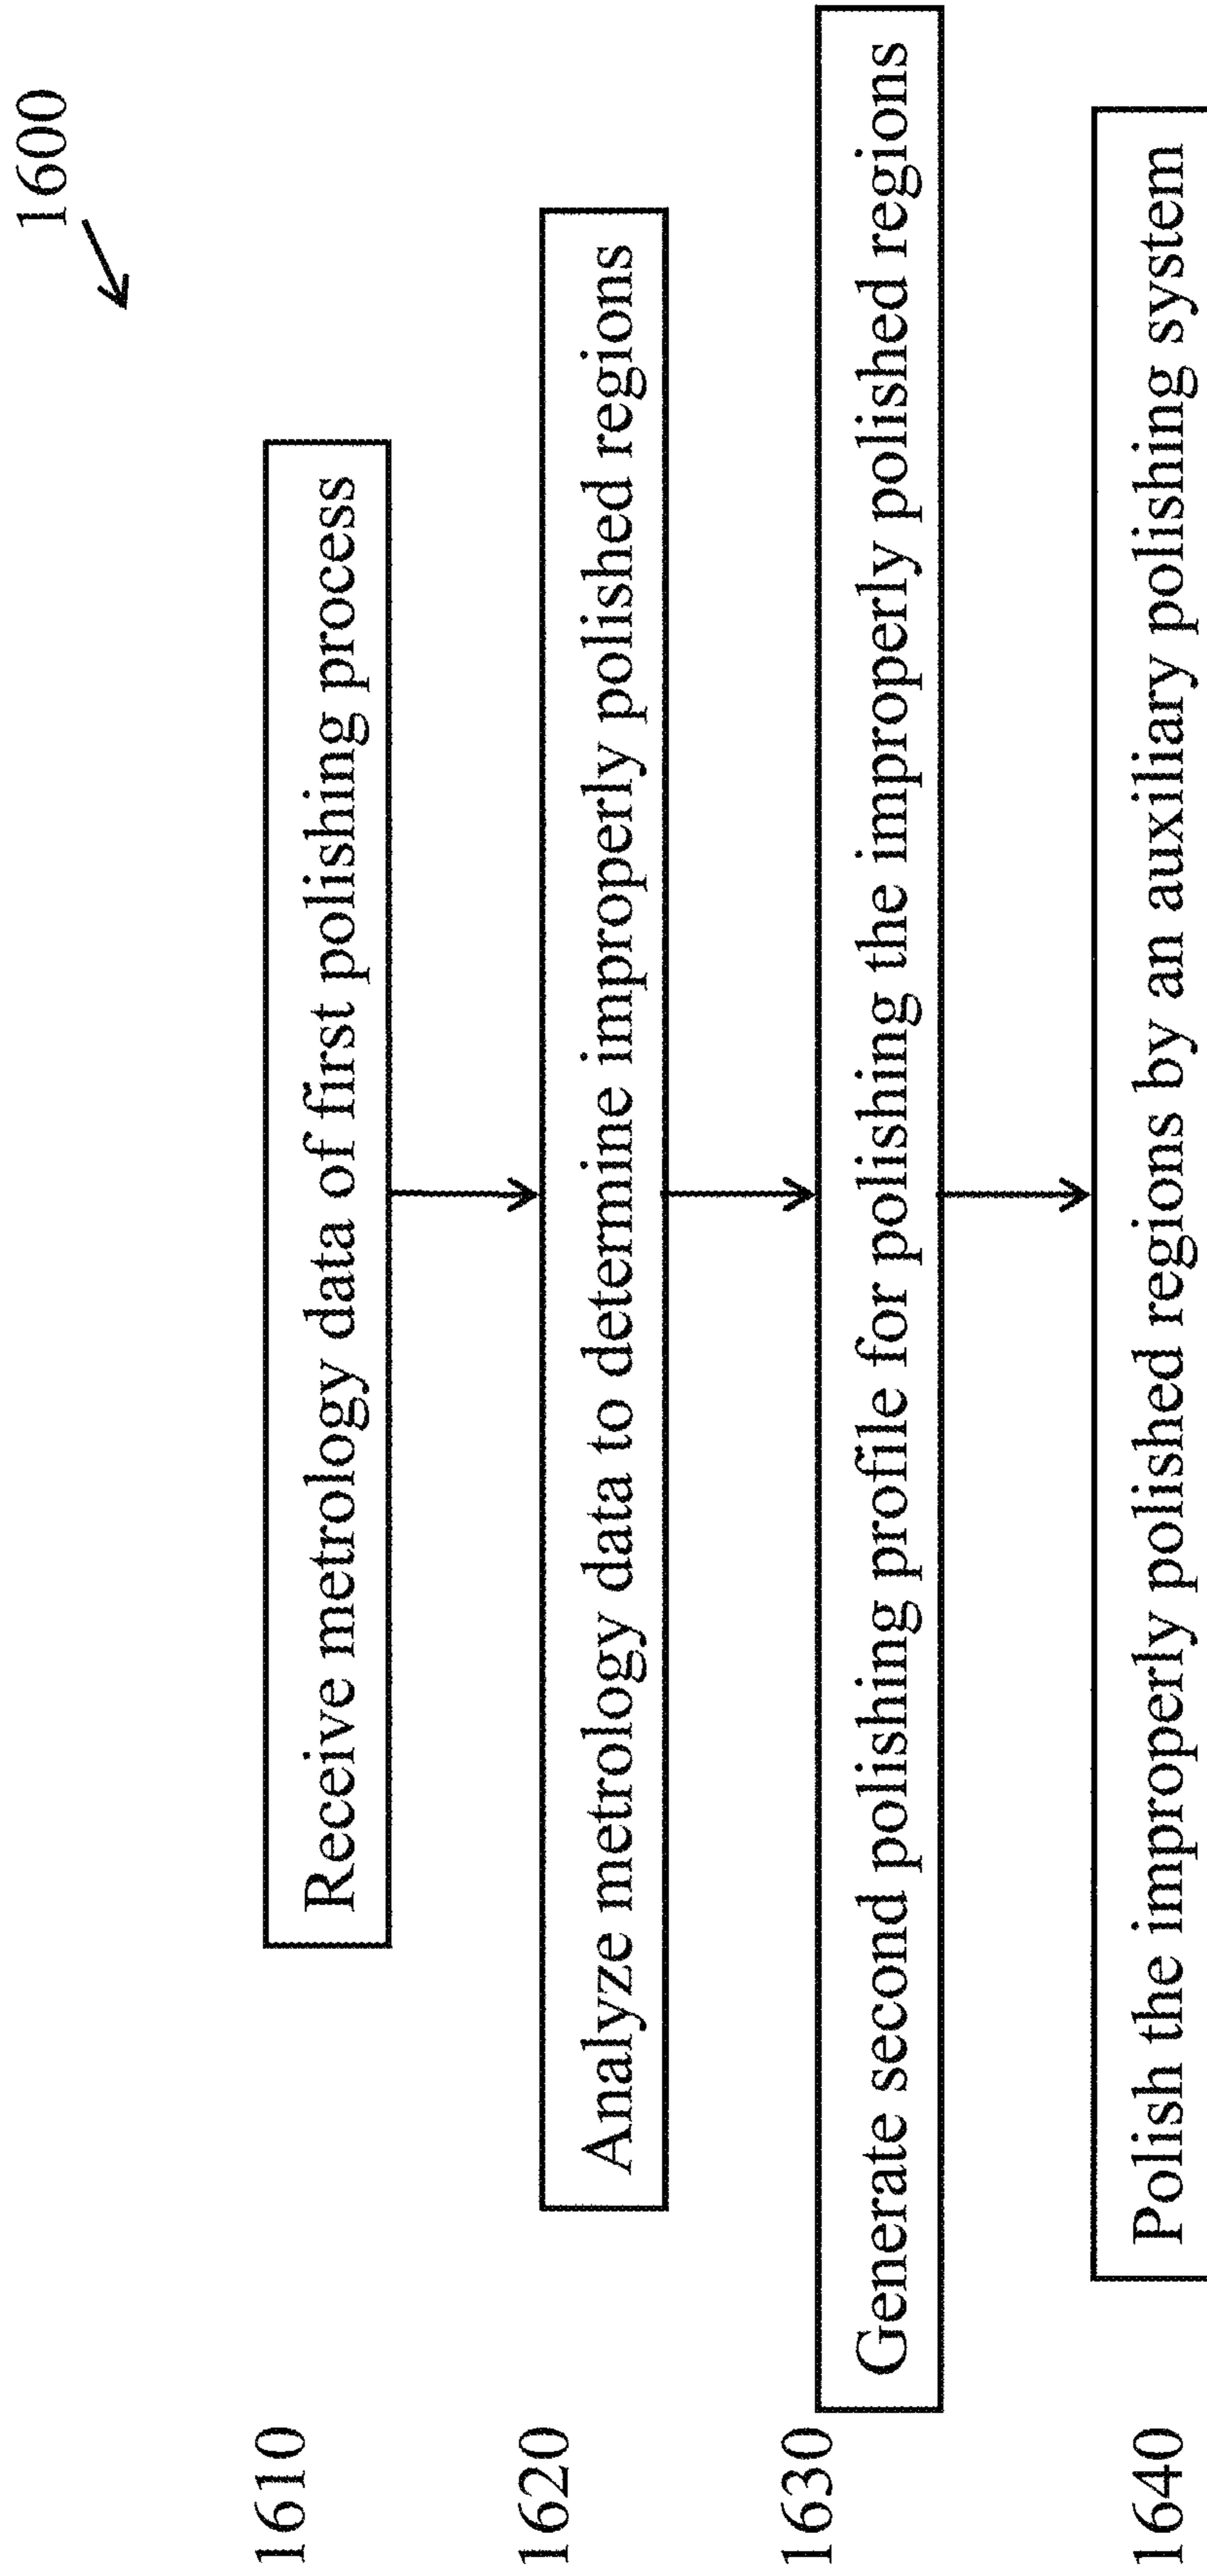 1600
1610
Receive metrology data of first polishing process
1620
Analyze metrology data to determine improperly polished regions
1630
Generate second polishing profile for polishing the improperly polished regions
1640
Polish the improperly polished regions by an auxiliary polishing system